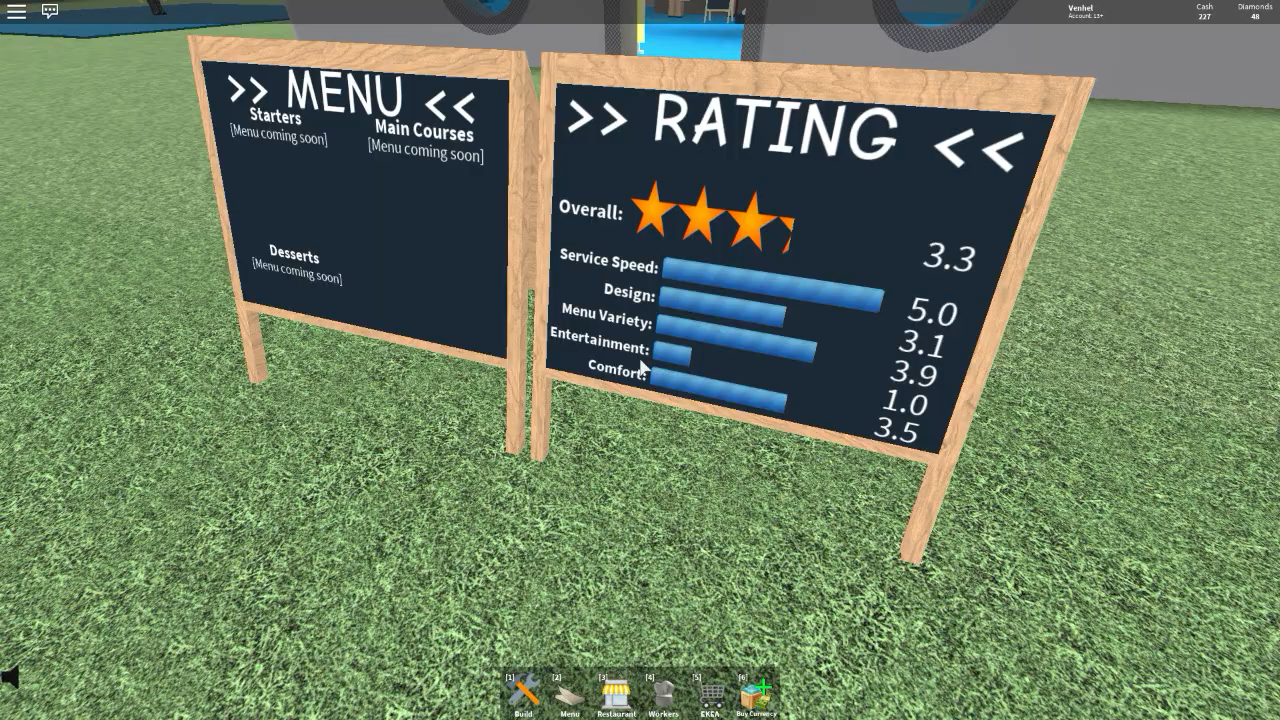 Venhel
Account: 13+
Cash
227
Diamonds
48
>> MENU <<
Starters
[Menu coming soon]
Main Courses
[Menu coming soon]
Desserts
[Menu coming soon]
>> RATING <<
Overall: 3.3
Service Speed: 5.0
Design: 3.1
Menu Variety: 3.9
Entertainment: 1.0
Comfort: 3.5
[1] Build
[2] Menu
[3] Restaurant
[4] Workers
[5] EKEA
[6] Buy Currency